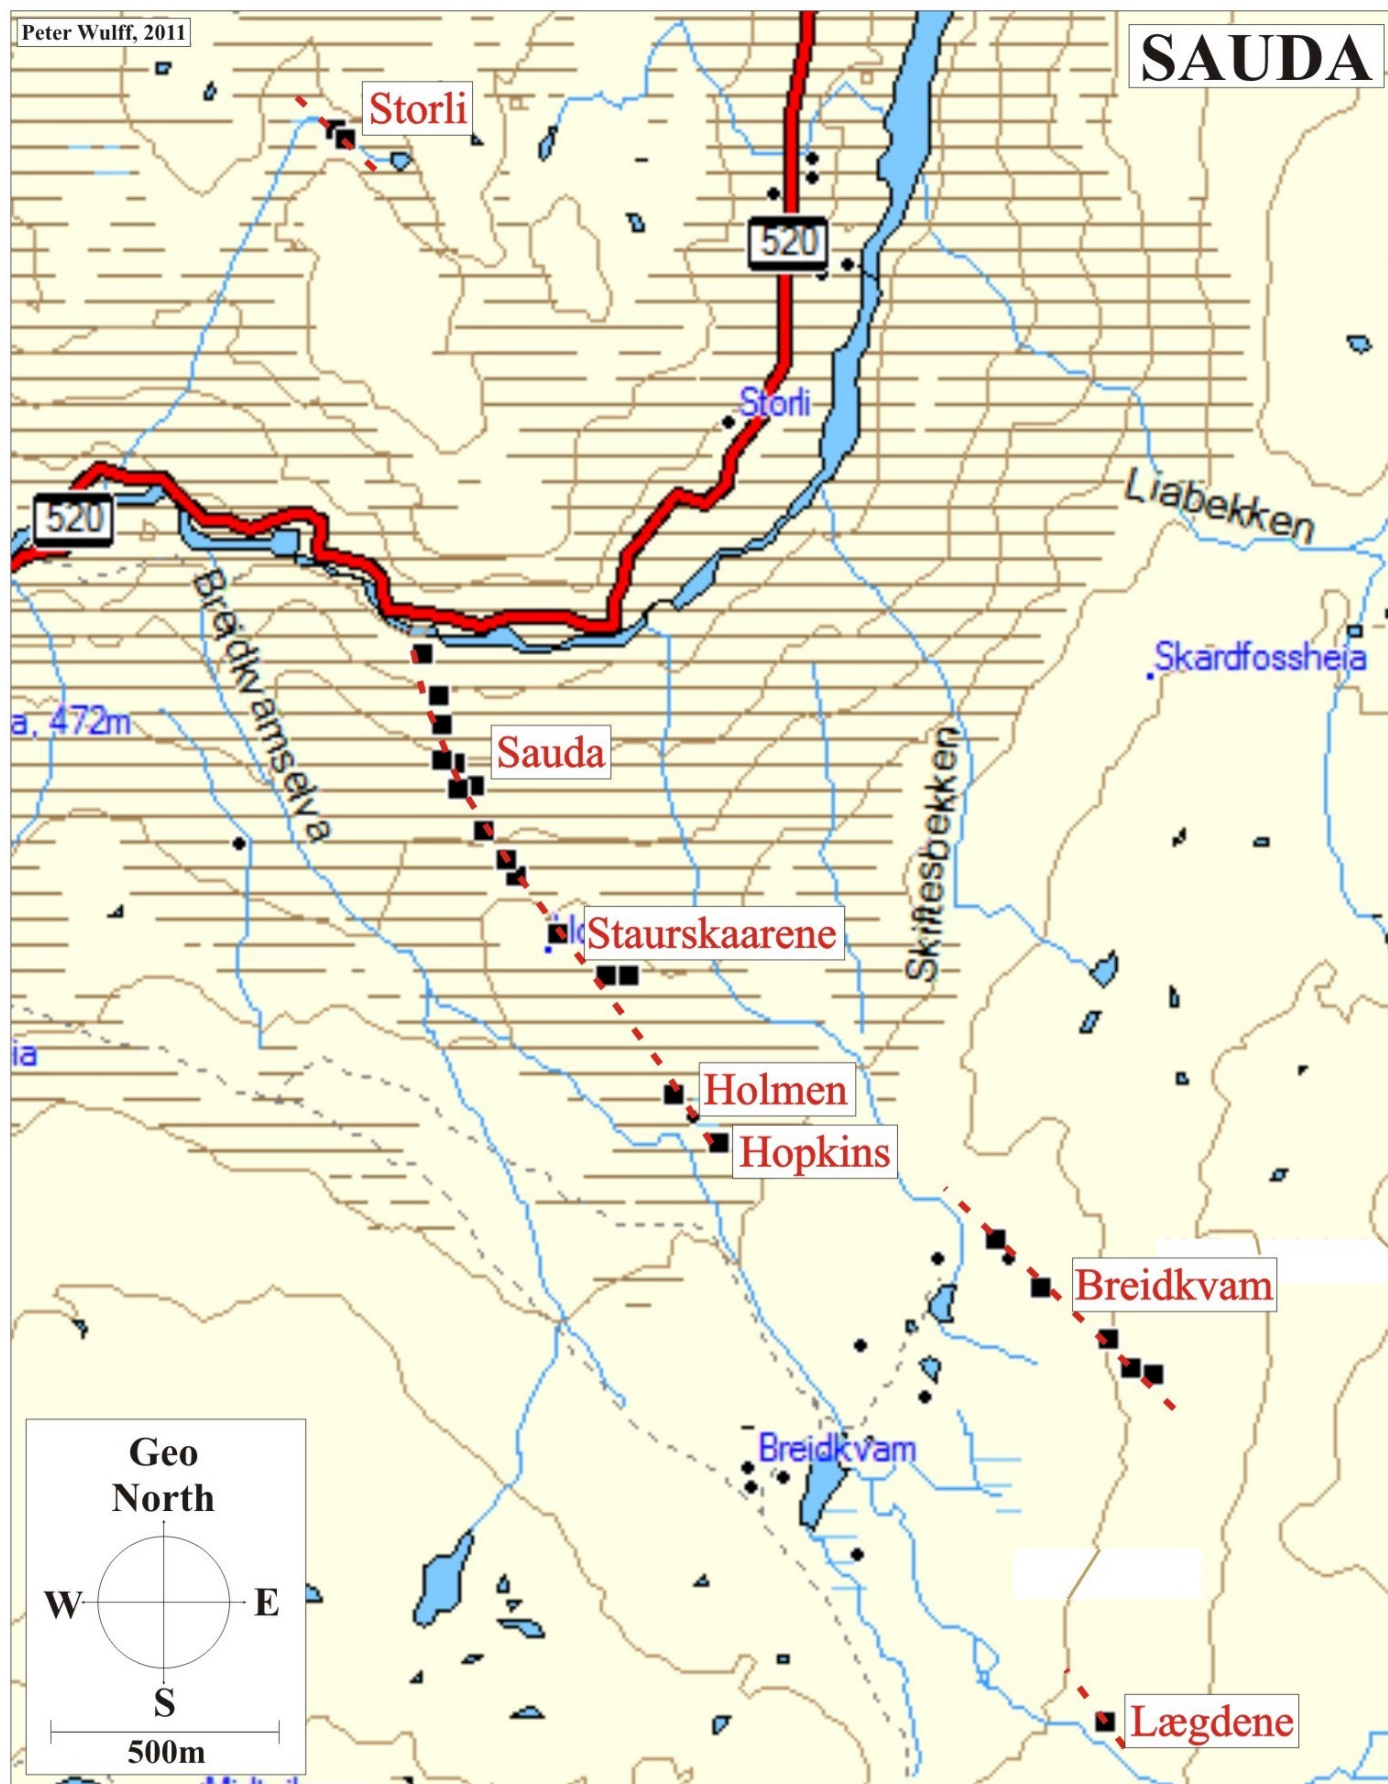 Peter Wulff, 2011
SAUDA
Storli
520
Storli
520
Liabekken
Breidkvamselva
Skardfossheia
a, 472m
Sauda
Skiftesbekken
Staurskaarene
ia
Holmen
Hopkins
Breidkvam
Breidkvam
Geo
North
W E
S
500m
Lægdene